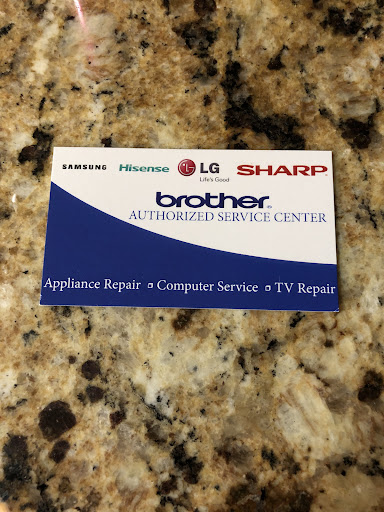 SAMSUNG Hisense LG SHARP
Life's Good
brother
AUTHORIZED SERVICE CENTER
Appliance Repair ▫ Computer Service ▫ TV Repair